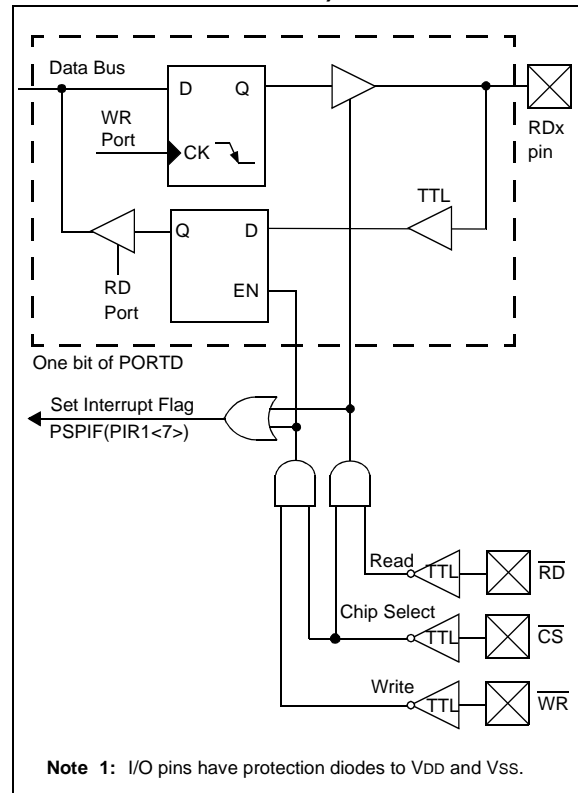 Data Bus
D Q
WR
Port
CK
RDx
pin
TTL
Q D
RD
Port
EN
One bit of PORTD
Set Interrupt Flag
PSPIF(PIR1<7>)
Read
TTL
RD
Chip Select
TTL
CS
Write
TTL
WR
Note 1: I/O pins have protection diodes to VDD and VSS.